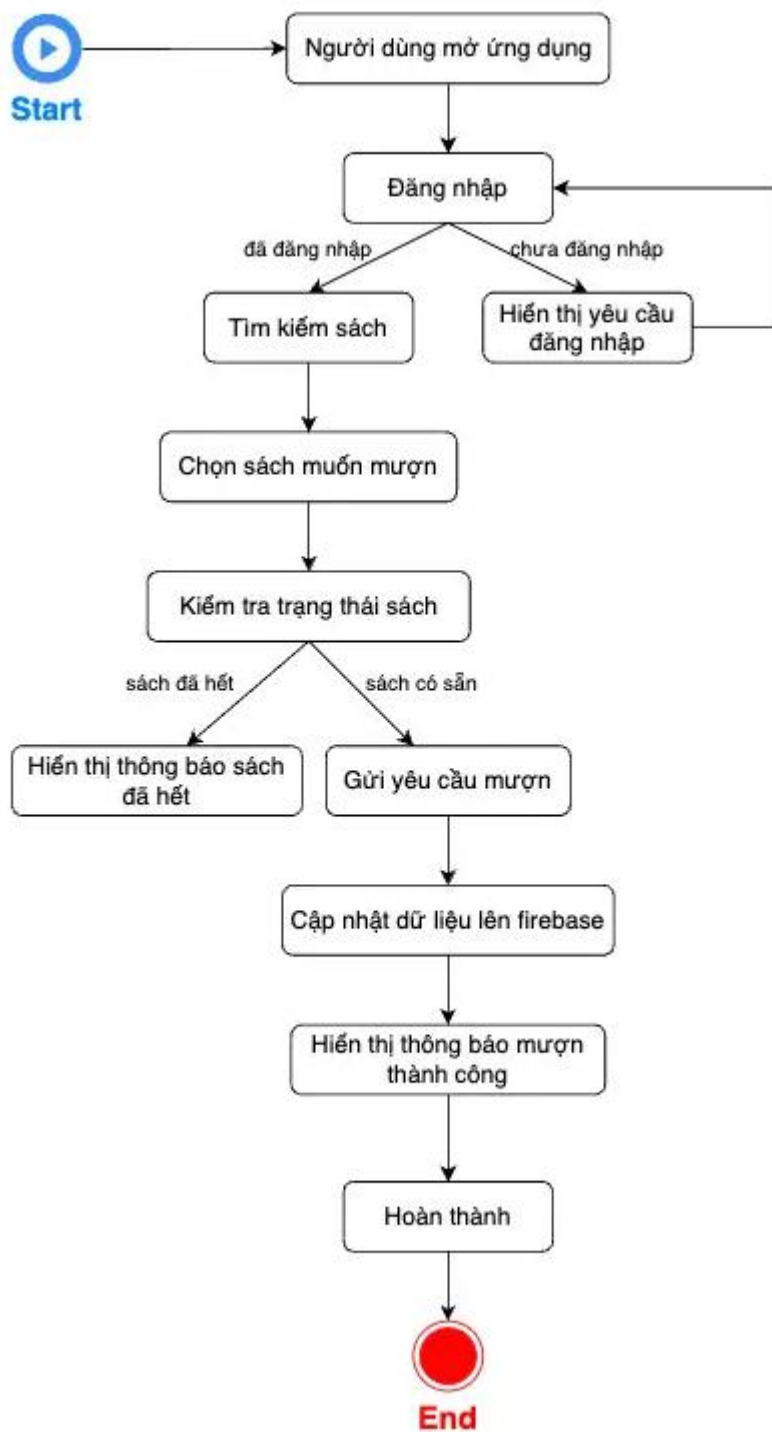 Người dùng mở ứng dụng
Start
Đăng nhập
đã đăng nhập
chưa đăng nhập
Tìm kiếm sách
Hiển thị yêu cầu
đăng nhập
Chọn sách muốn mượn
Kiểm tra trạng thái sách
sách đã hết
sách có sẵn
Hiển thị thông báo sách
đã hết
Gửi yêu cầu mượn
Cập nhật dữ liệu lên firebase
Hiển thị thông báo mượn
thành công
Hoàn thành
End